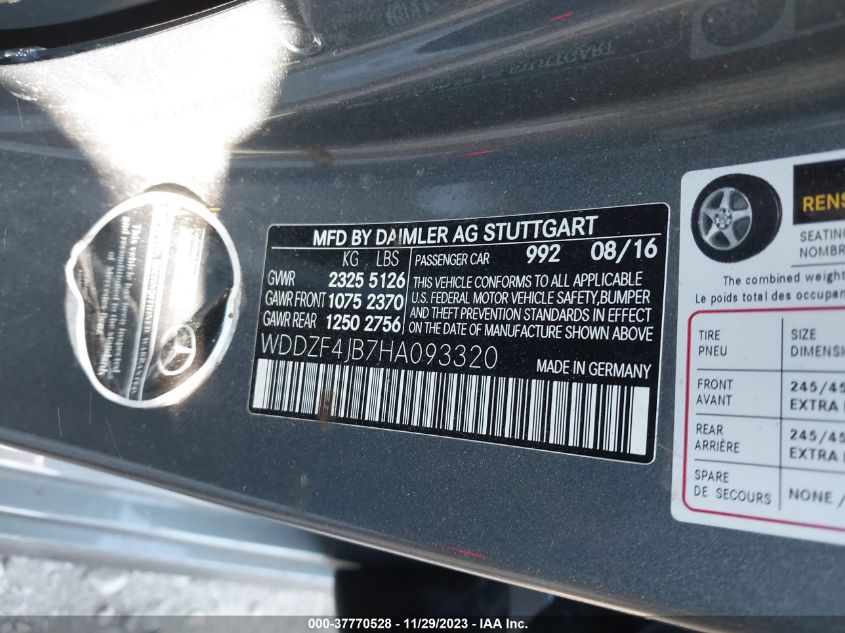 MFD BY DAIMLER AG STUTTGART
KG LBS PASSENGER CAR 992 08/16
GVWR 2325 5126
GAWR FRONT 1075 2370
GAWR REAR 1250 2756
THIS VEHICLE CONFORMS TO ALL APPLICABLE
U.S. FEDERAL MOTOR VEHICLE SAFETY, BUMPER
AND THEFT PREVENTION STANDARDS IN EFFECT
ON THE DATE OF MANUFACTURE SHOWN ABOVE
WDDZF4JB7HA093320 MADE IN GERMANY
RENS
SEATING
NOMBR
The combined weight
Le poids total des occupan
TIRE
PNEU
SIZE
DIMENSI
FRONT
AVANT
245/45
EXTRA
REAR
ARRIÈRE
245/45
EXTRA
SPARE
DE SECOURS
NONE /
000-37770528 - 11/29/2023 - IAAI.com